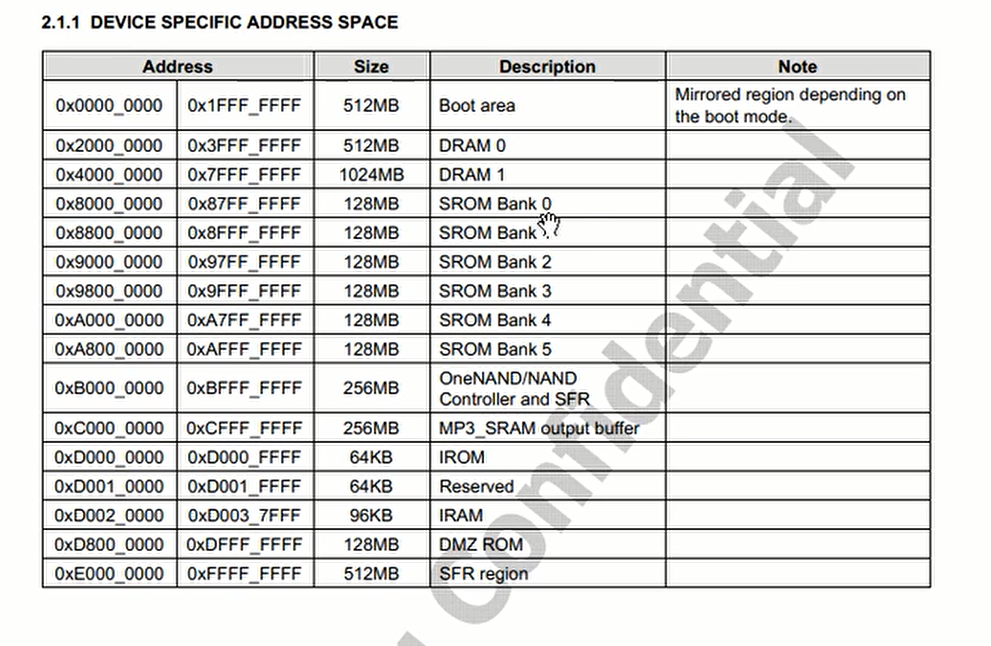 2.1.1 DEVICE SPECIFIC ADDRESS SPACE
Address Size Description Note
0x0000_0000 0x1FFF_FFFF 512MB Boot area Mirrored region depending on
the boot mode.
0x2000_0000 0x3FFF_FFFF 512MB DRAM 0
0x4000_0000 0x7FFF_FFFF 1024MB DRAM 1
0x8000_0000 0x87FF_FFFF 128MB SROM Bank 0
0x8800_0000 0x8FFF_FFFF 128MB SROM Bank
0x9000_0000 0x97FF_FFFF 128MB SROM Bank 2
0x9800_0000 0x9FFF_FFFF 128MB SROM Bank 3
0xA000_0000 0xA7FF_FFFF 128MB SROM Bank 4
0xA800_0000 0xAFFF_FFFF 128MB SROM Bank 5
0xB000_0000 0xBFFF_FFFF 256MB OneNAND/NAND
Controller and SFR
0xC000_0000 0xCFFF_FFFF 256MB MP3_SRAM output buffer
0xD000_0000 0xD000_FFFF 64KB IROM
0xD001_0000 0xD001_FFFF 64KB Reserved
0xD002_0000 0xD003_7FFF 96KB IRAM
0xD800_0000 0xDFFF_FFFF 128MB DMZ ROM
0xE000_0000 0xFFFF_FFFF 512MB SFR region
Confidential